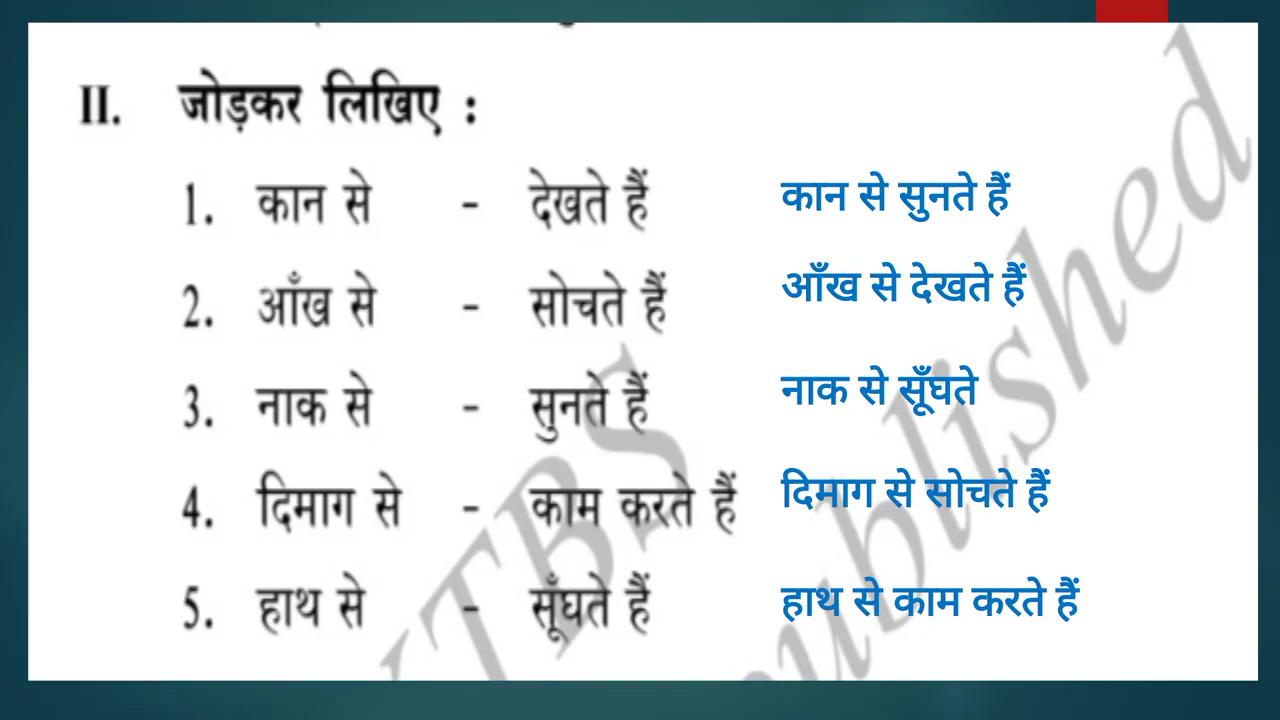 II. जोड़कर लिखिए :
1. कान से - देखते हैं कान से सुनते हैं
2. आँख से - सोचते हैं आँख से देखते हैं
3. नाक से - सुनते हैं नाक से सूँघते
4. दिमाग से - काम करते हैं दिमाग से सोचते हैं
5. हाथ से - सूँघते हैं हाथ से काम करते हैं
KTBS
published